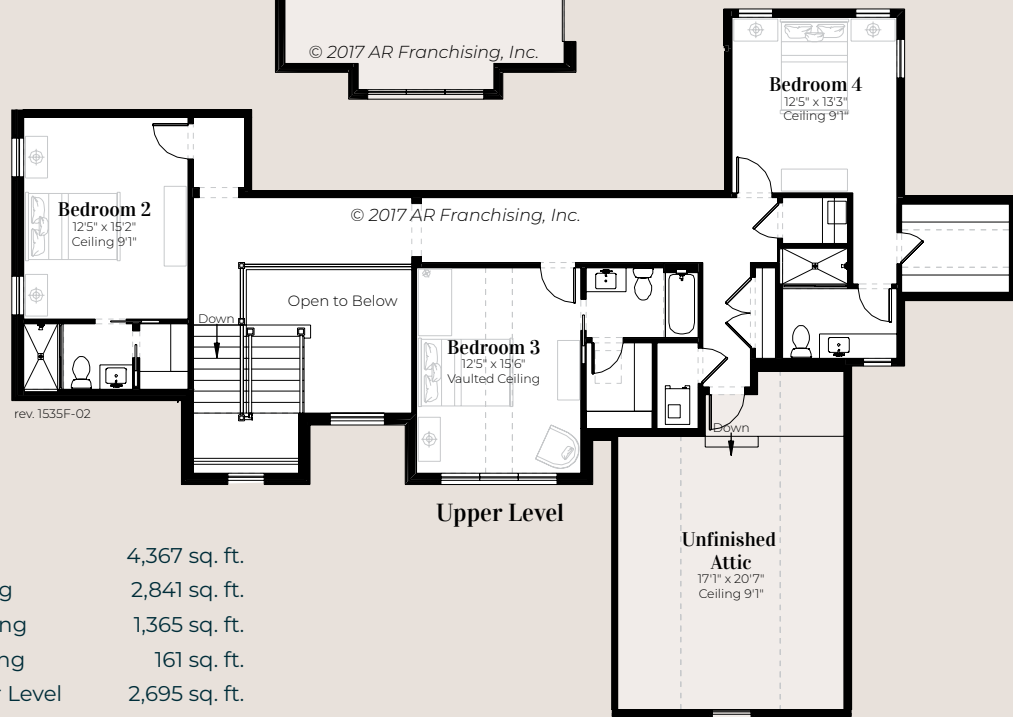 © 2017 AR Franchising, Inc.
Bedroom 4
12'5" x 13'3"
Ceiling 9'1"
Bedroom 2
12'5" x 15'2"
Ceiling 9'1"
© 2017 AR Franchising, Inc.
Open to Below
Down
Bedroom 3
12'5" x 15'6"
Vaulted Ceiling
rev. 1535F-02
Down
Upper Level
Unfinished
Attic
17'1" x 20'7"
Ceiling 9'1"
4,367 sq. ft.
g 2,841 sq. ft.
ng 1,365 sq. ft.
ng 161 sq. ft.
r Level 2,695 sq. ft.